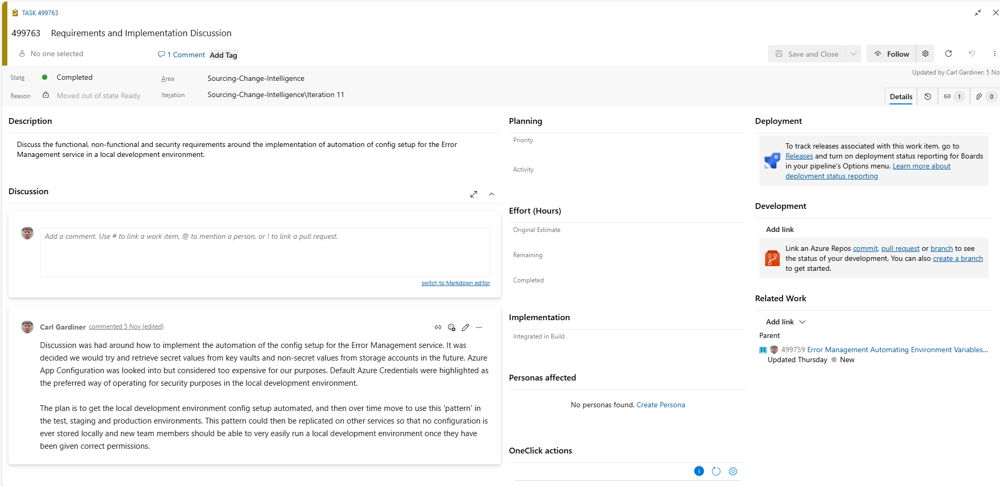 TASK 499763
499763 Requirements and Implementation Discussion
No one selected
1 Comment
Add Tag
Save and Close
Follow
State
Completed
Area
Sourcing-Change-Intelligence
Updated by Carl Gardiner: 5 No
Reason
Moved out of state Ready
Iteration
Sourcing-Change-Intelligence\Iteration 11
Details
1
0
Description
Discuss the functional, non-functional and security requirements around the implementation of automation of config setup for the Error
Management service in a local development environment.
Discussion
Add a comment. Use # to link a work item, @ to mention a person, or ! to link a pull request.
switch to Markdown editor
Carl Gardiner commented 5 Nov (edited)
Discussion was had around how to implement the automation of the config setup for the Error Management service. It was
decided we would try and retrieve secret values from key vaults and non-secret values from storage accounts in the future. Azure
App Configuration was looked into but considered too expensive for our purposes. Default Azure Credentials were highlighted as
the preferred way of operating for security purposes in the local development environment.
The plan is to get the local development environment config setup automated, and then over time move to use this 'pattern' in
the test, staging and production environments. This pattern could then be replicated on other services so that no configuration is
ever stored locally and new team members should be able to very easily run a local development environment once they have
been given correct permissions.
Planning
Priority
Activity
Effort (Hours)
Original Estimate
Remaining
Completed
Implementation
Integrated in Build
Personas affected
No personas found. Create Persona
OneClick actions
Deployment
To track releases associated with this work item, go to
Releases and turn on deployment status reporting for Boards
in your pipeline's Options menu. Learn more about
deployment status reporting
Development
Add link
Link an Azure Repos commit, pull request or branch to see
the status of your development. You can also create a branch
to get started.
Related Work
Add link
Parent
499759 Error Management Automating Environment Variables...
Updated Thursday New